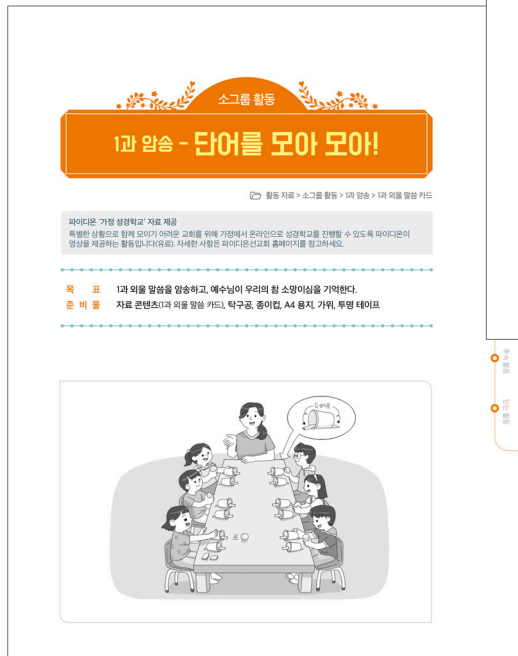 소그룹 활동
1과 암송 - 단어를 모아 모아!
활동 자료 > 소그룹 활동 > 1과 암송 > 1과 외울 말씀 카드
파이디온 '가정 성경학교' 자료 제공
특별한 상황으로 함께 모이기 어려운 교회를 위해 가정에서 온라인으로 성경학교를 진행할 수 있도록 파이디온이
영상을 제공하는 활동입니다(유료). 자세한 사항은 파이디온선교회 홈페이지를 참고하세요.
목 표 1과 외울 말씀을 암송하고, 예수님이 우리의 참 소망이심을 기억한다.
준 비 물 자료 콘텐츠(1과 외울 말씀 카드), 탁구공, 종이컵, A4 용지, 가위, 투명 테이프